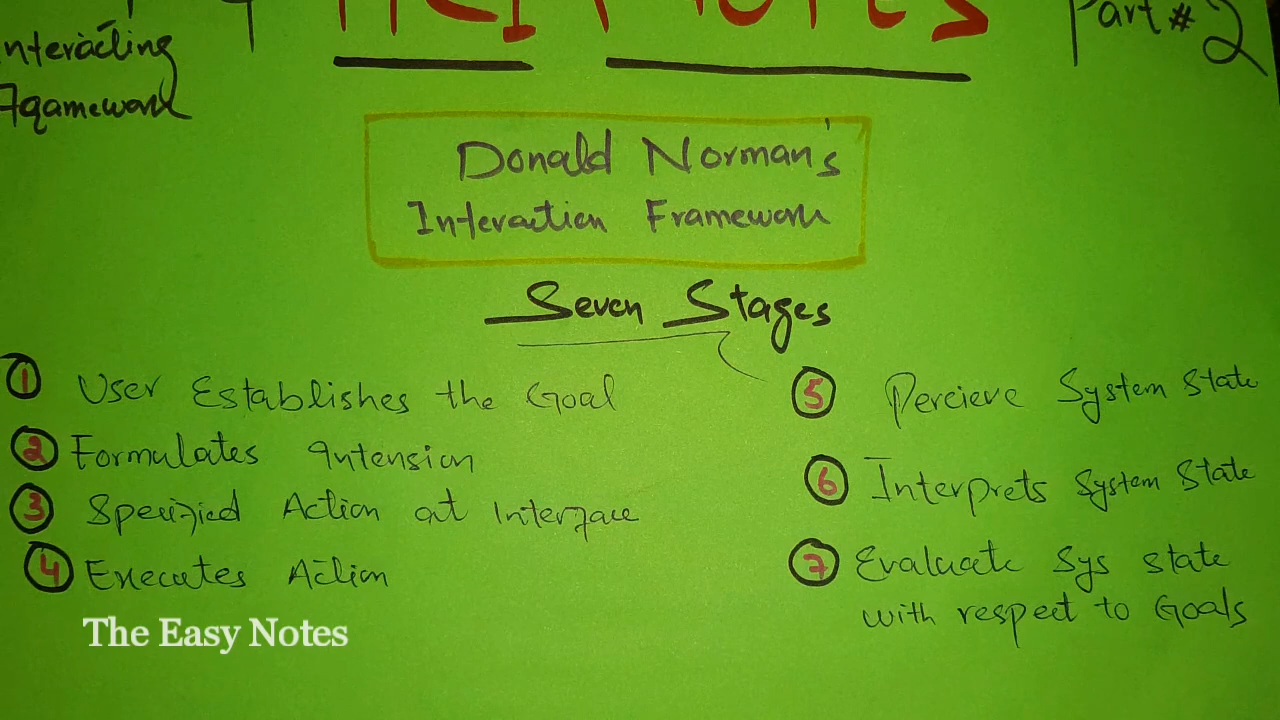 HCI NOTES
Part # 2
Interacting
Framework
Donald Norman's
Interaction Framework
Seven Stages
1 User Establishes the Goal
2 Formulates Intension
3 Specified Action at Interface
4 Executes Action
5 Percieve System State
6 Interprets System State
7 Evaluate Sys state
with respect to Goals
The Easy Notes